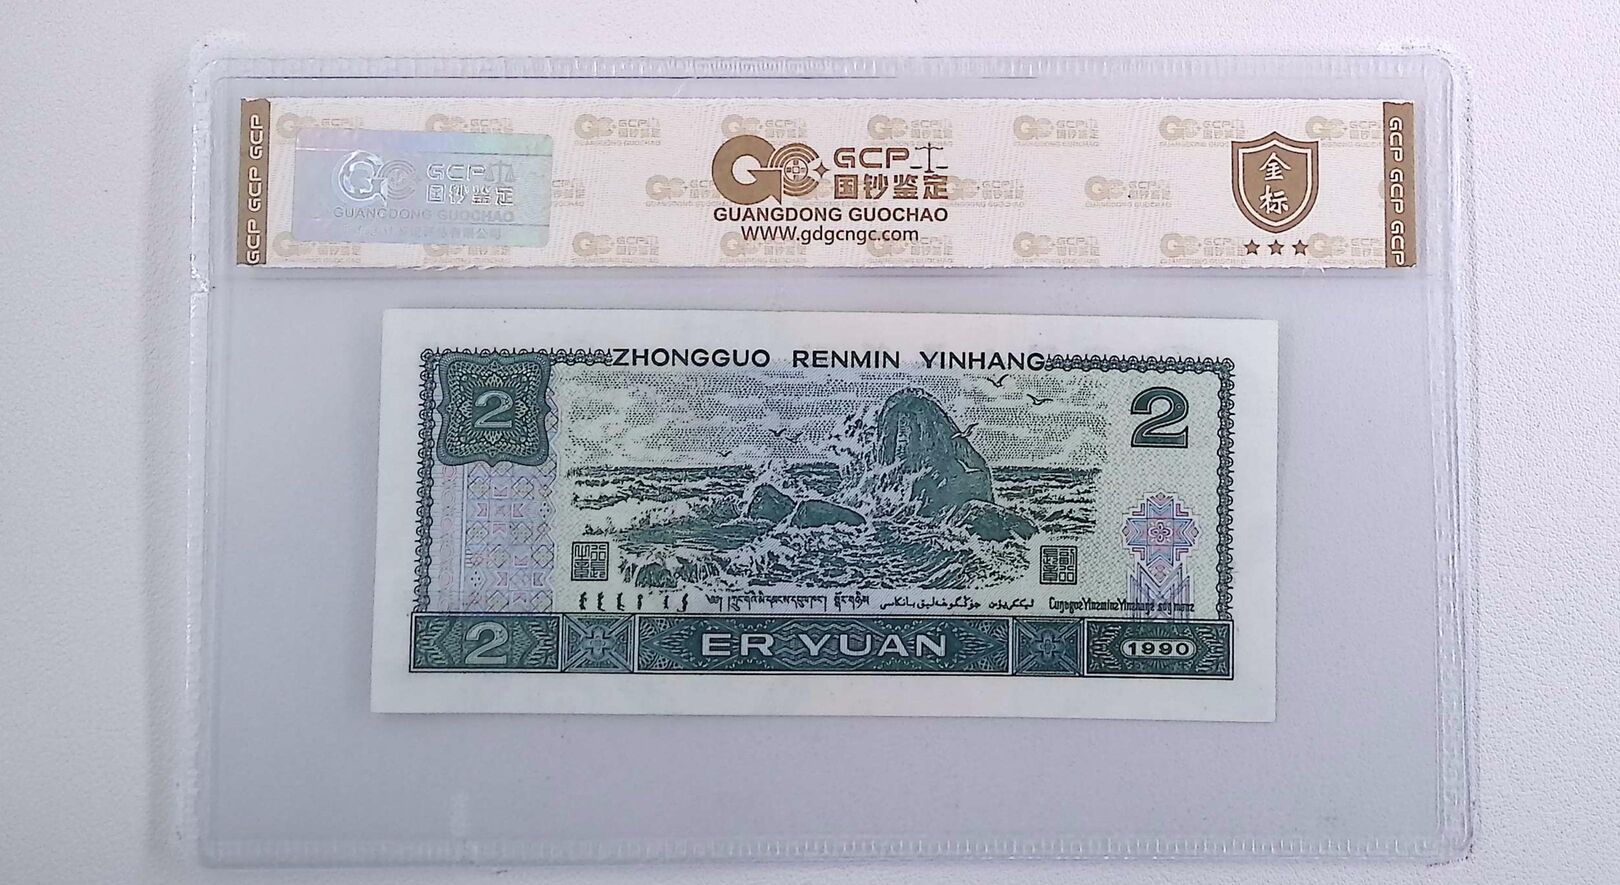 GCP GCP GCP
GCP
国钞鉴定
GUANGDONG GUOCHAO
GCP
国钞鉴定
GUANGDONG GUOCHAO
WWW.gdgcngc.com
金
标
GCP GCP GCP
ZHONGGUO RENMIN YINHANG
2
2
2
ER YUAN
1990